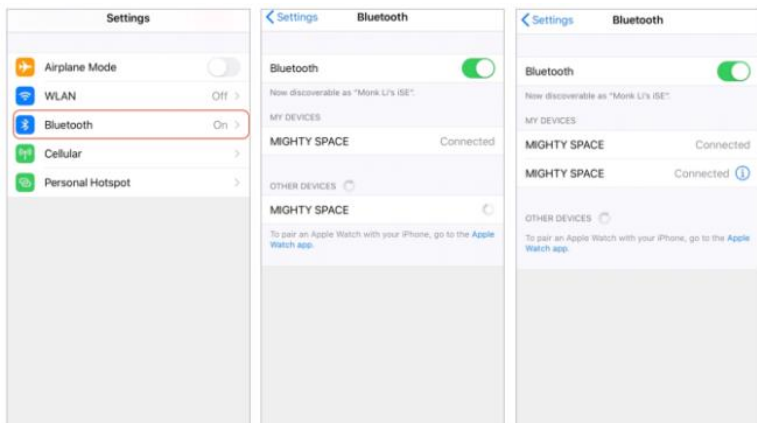 Settings
Airplane Mode
WLAN
Off
Bluetooth
On
Cellular
Personal Hotspot
Settings
Bluetooth
Bluetooth
Now discoverable as "Monk Li's iSE".
MY DEVICES
MIGHTY SPACE
Connected
OTHER DEVICES
MIGHTY SPACE
To pair an Apple Watch with your iPhone, go to the Apple
Watch app.
Settings
Bluetooth
Bluetooth
Now discoverable as "Monk Li's iSE".
MY DEVICES
MIGHTY SPACE
Connected
MIGHTY SPACE
Connected
OTHER DEVICES
To pair an Apple Watch with your iPhone, go to the Apple
Watch app.